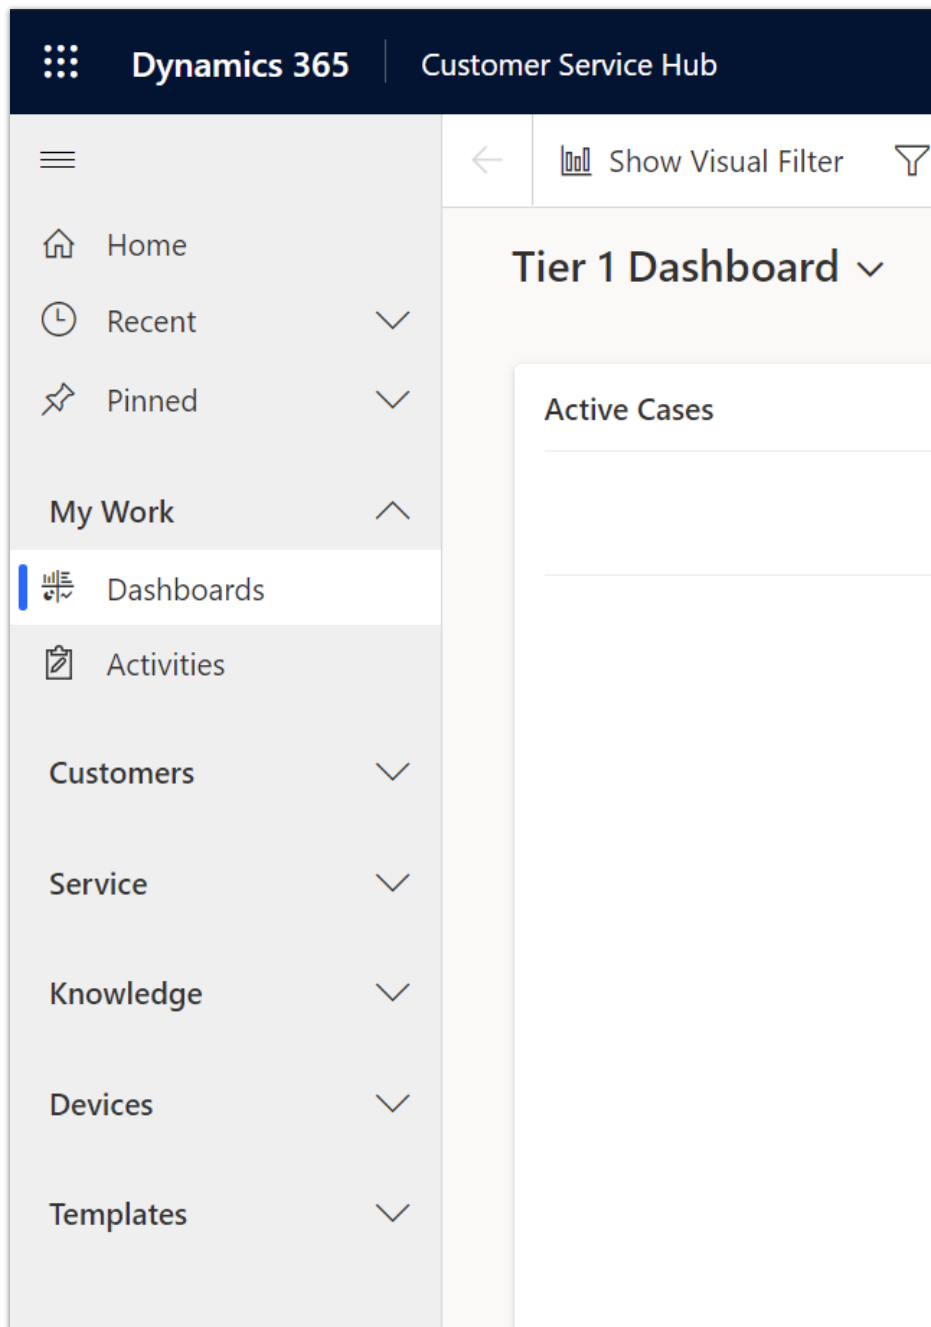 Dynamics 365 Customer Service Hub
Show Visual Filter
Home
Recent
Pinned
My Work
Dashboards
Activities
Customers
Service
Knowledge
Devices
Templates
Tier 1 Dashboard
Active Cases